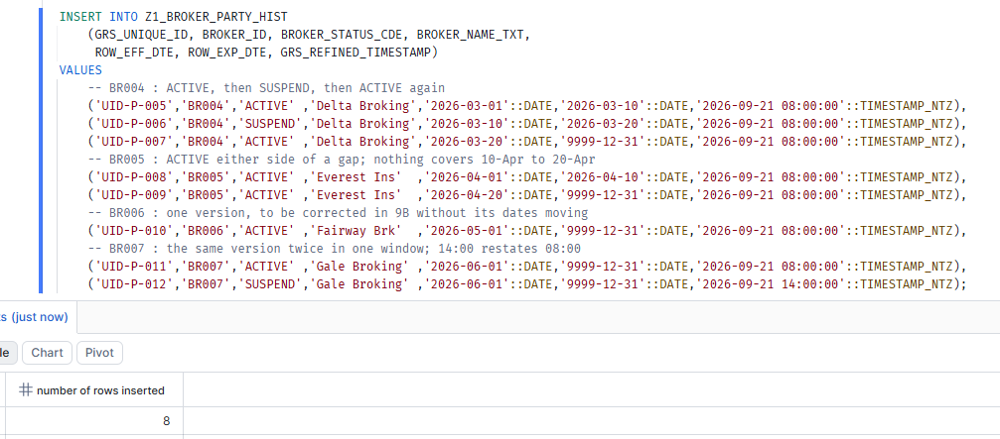 INSERT INTO Z1_BROKER_PARTY_HIST
(GRS_UNIQUE_ID, BROKER_ID, BROKER_STATUS_CDE, BROKER_NAME_TXT,
ROW_EFF_DTE, ROW_EXP_DTE, GRS_REFINED_TIMESTAMP)
VALUES
-- BR004 : ACTIVE, then SUSPEND, then ACTIVE again
('UID-P-005','BR004','ACTIVE' ,'Delta Broking','2026-03-01'::DATE,'2026-03-10'::DATE,'2026-09-21 08:00:00'::TIMESTAMP_NTZ),
('UID-P-006','BR004','SUSPEND','Delta Broking','2026-03-10'::DATE,'2026-03-20'::DATE,'2026-09-21 08:00:00'::TIMESTAMP_NTZ),
('UID-P-007','BR004','ACTIVE' ,'Delta Broking','2026-03-20'::DATE,'9999-12-31'::DATE,'2026-09-21 08:00:00'::TIMESTAMP_NTZ),
-- BR005 : ACTIVE either side of a gap; nothing covers 10-Apr to 20-Apr
('UID-P-008','BR005','ACTIVE' ,'Everest Ins'  ,'2026-04-01'::DATE,'2026-04-10'::DATE,'2026-09-21 08:00:00'::TIMESTAMP_NTZ),
('UID-P-009','BR005','ACTIVE' ,'Everest Ins'  ,'2026-04-20'::DATE,'9999-12-31'::DATE,'2026-09-21 08:00:00'::TIMESTAMP_NTZ),
-- BR006 : one version, to be corrected in 9B without its dates moving
('UID-P-010','BR006','ACTIVE' ,'Fairway Brk'  ,'2026-05-01'::DATE,'9999-12-31'::DATE,'2026-09-21 08:00:00'::TIMESTAMP_NTZ),
-- BR007 : the same version twice in one window; 14:00 restates 08:00
('UID-P-011','BR007','ACTIVE' ,'Gale Broking' ,'2026-06-01'::DATE,'9999-12-31'::DATE,'2026-09-21 08:00:00'::TIMESTAMP_NTZ),
('UID-P-012','BR007','SUSPEND','Gale Broking' ,'2026-06-01'::DATE,'9999-12-31'::DATE,'2026-09-21 14:00:00'::TIMESTAMP_NTZ);
ts (just now)
le Chart Pivot
# number of rows inserted
8